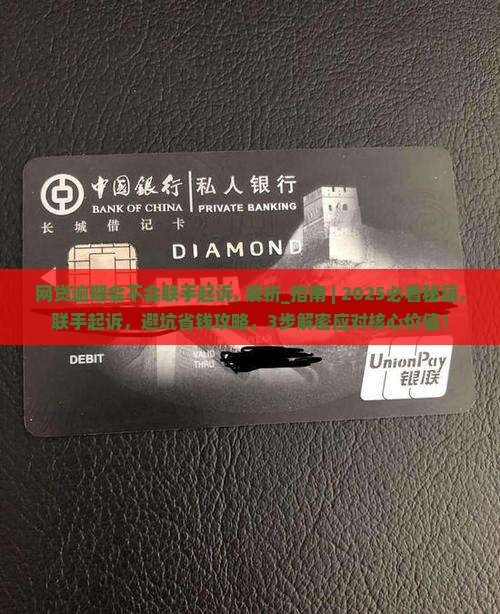 中國銀行 私人银行
BANK OF CHINA PRIVATE BANKING
长城借记卡
DIAMOND
网贷逾期会不会联手起诉, 解析_指南 | 2025必看秘籍,
联手起诉，避坑省钱攻略，3步解密应对核心价值！
DEBIT
VALID
THRU
YEAR
UnionPay
银联